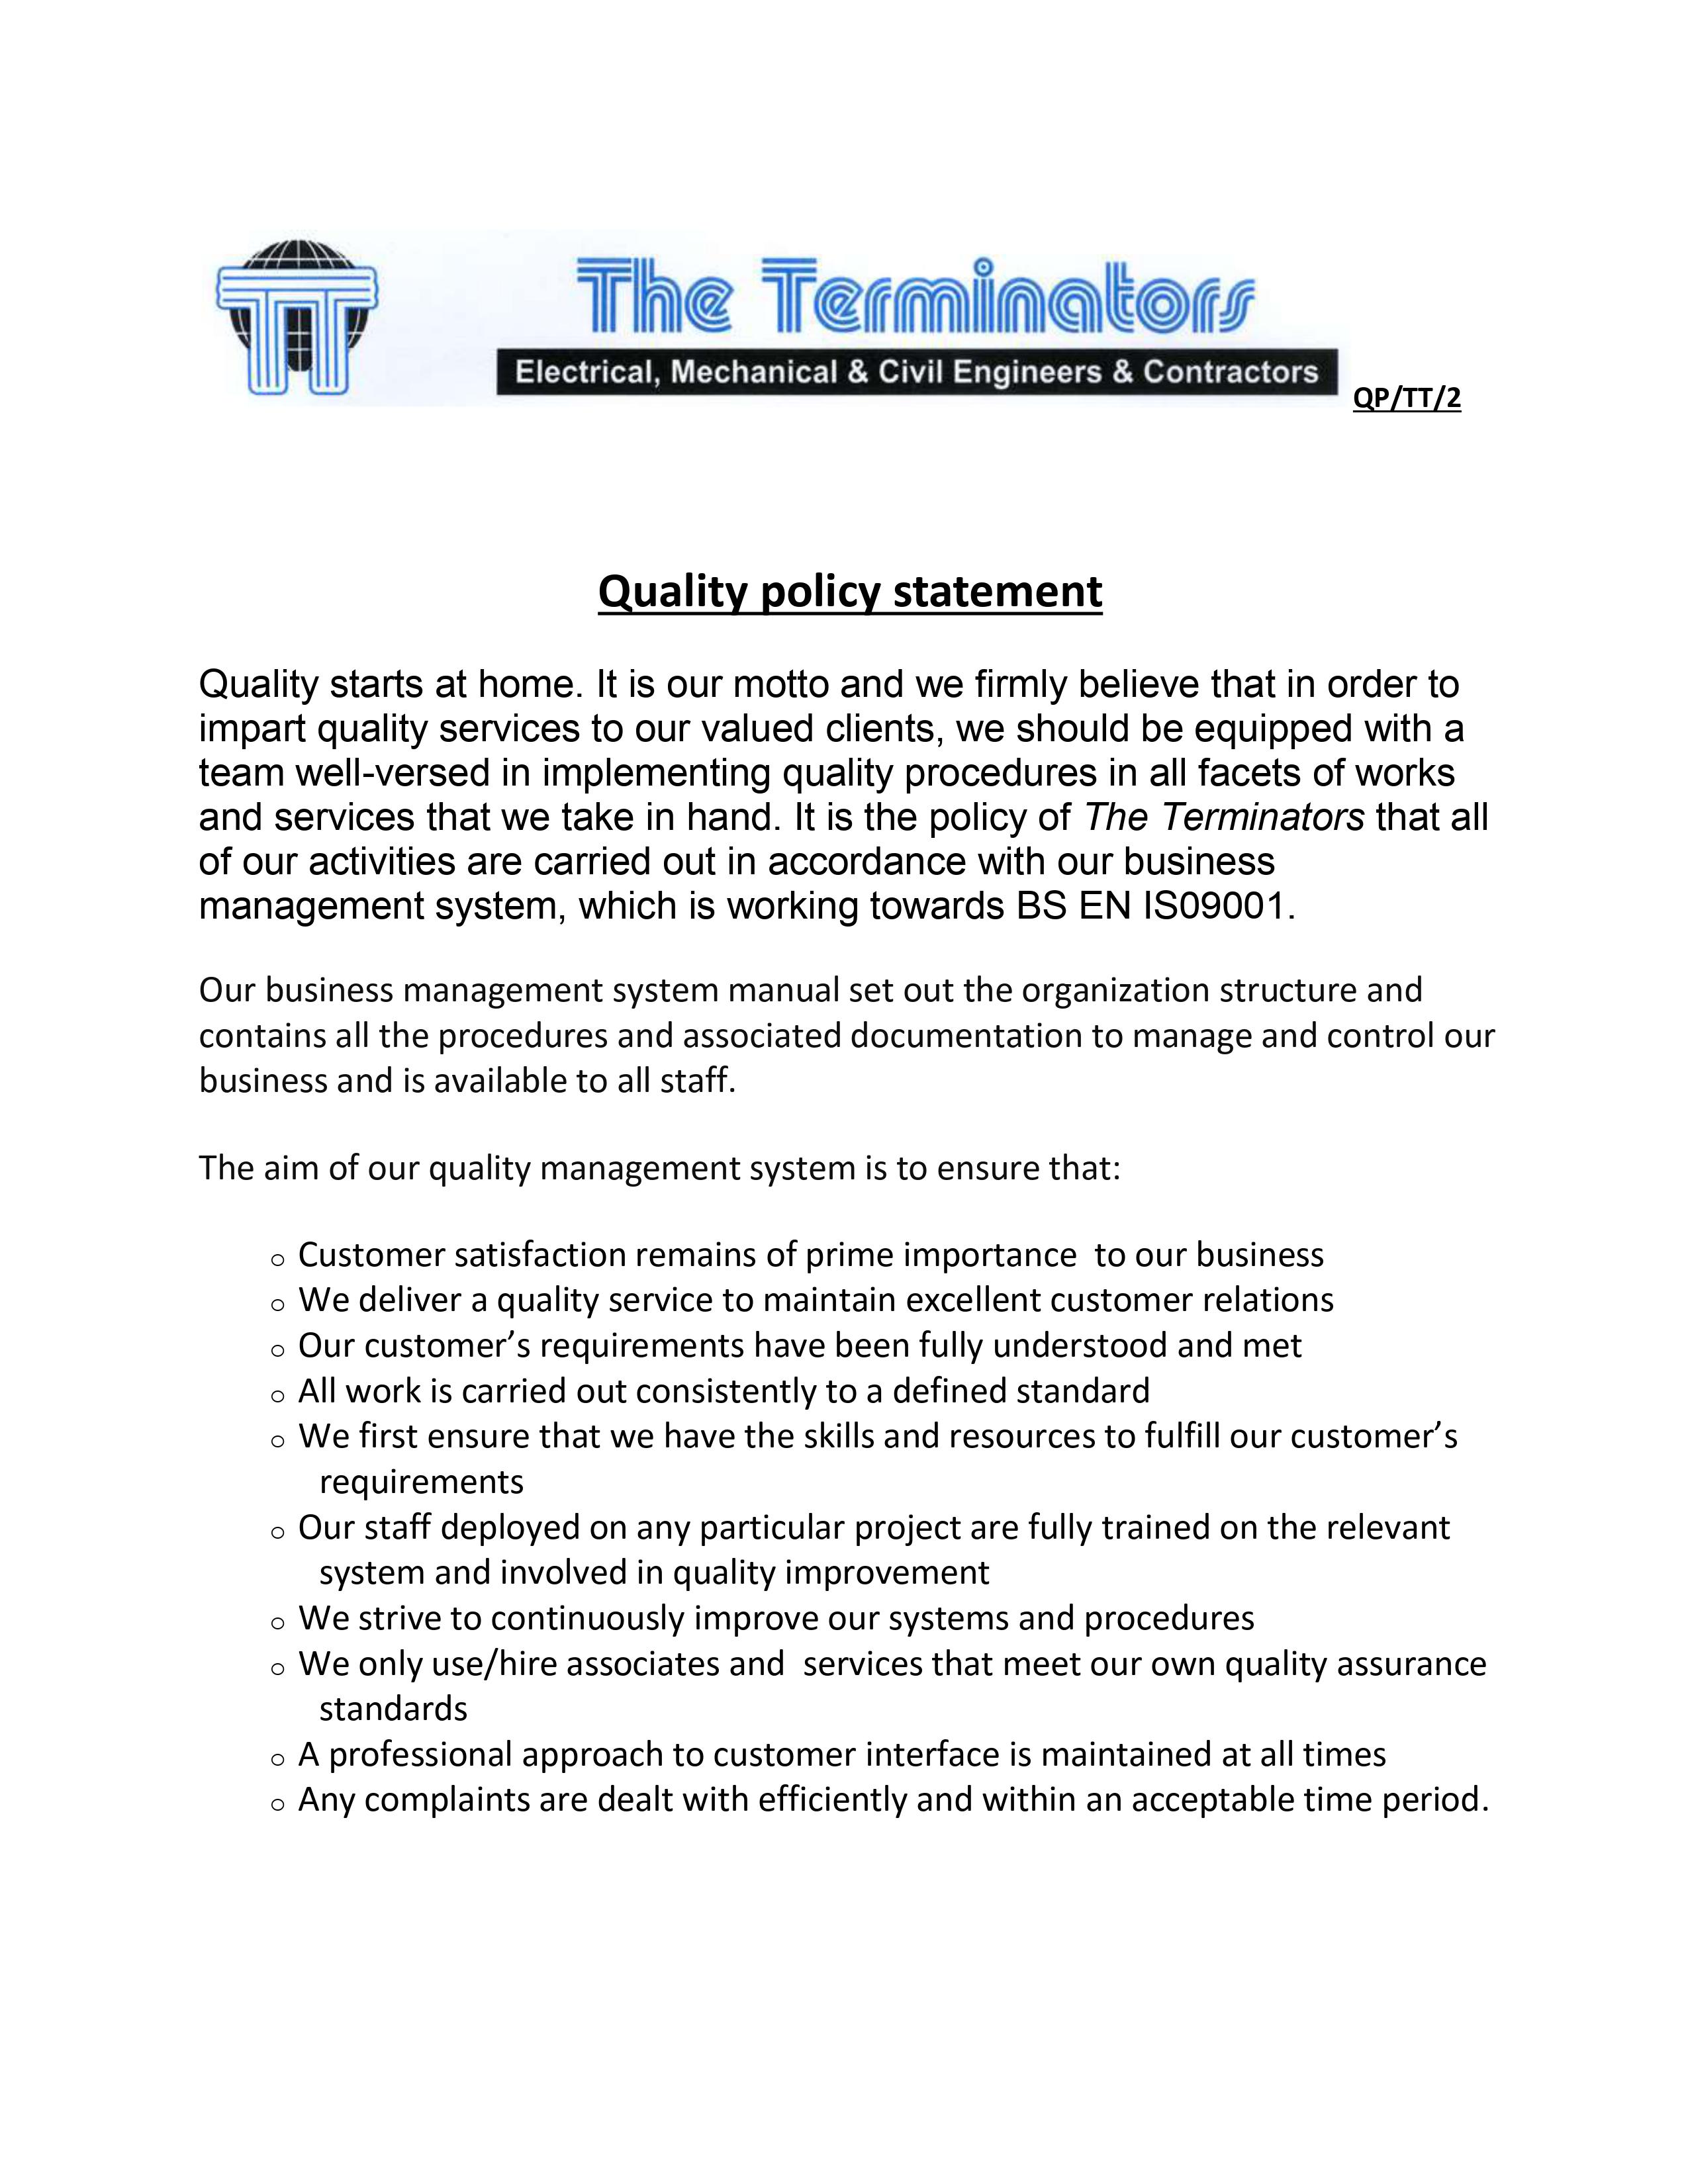 The Terminators
Electrical, Mechanical & Civil Engineers & Contractors
QP/TT/2
Quality policy statement
Quality starts at home. It is our motto and we firmly believe that in order to
impart quality services to our valued clients, we should be equipped with a
team well-versed in implementing quality procedures in all facets of works
and services that we take in hand. It is the policy of The Terminators that all
of our activities are carried out in accordance with our business
management system, which is working towards BS EN IS09001.
Our business management system manual set out the organization structure and
contains all the procedures and associated documentation to manage and control our
business and is available to all staff.
The aim of our quality management system is to ensure that:
o Customer satisfaction remains of prime importance  to our business
o We deliver a quality service to maintain excellent customer relations
o Our customer’s requirements have been fully understood and met
o All work is carried out consistently to a defined standard
o We first ensure that we have the skills and resources to fulfill our customer’s
requirements
o Our staff deployed on any particular project are fully trained on the relevant
system and involved in quality improvement
o We strive to continuously improve our systems and procedures
o We only use/hire associates and  services that meet our own quality assurance
standards
o A professional approach to customer interface is maintained at all times
o Any complaints are dealt with efficiently and within an acceptable time period.